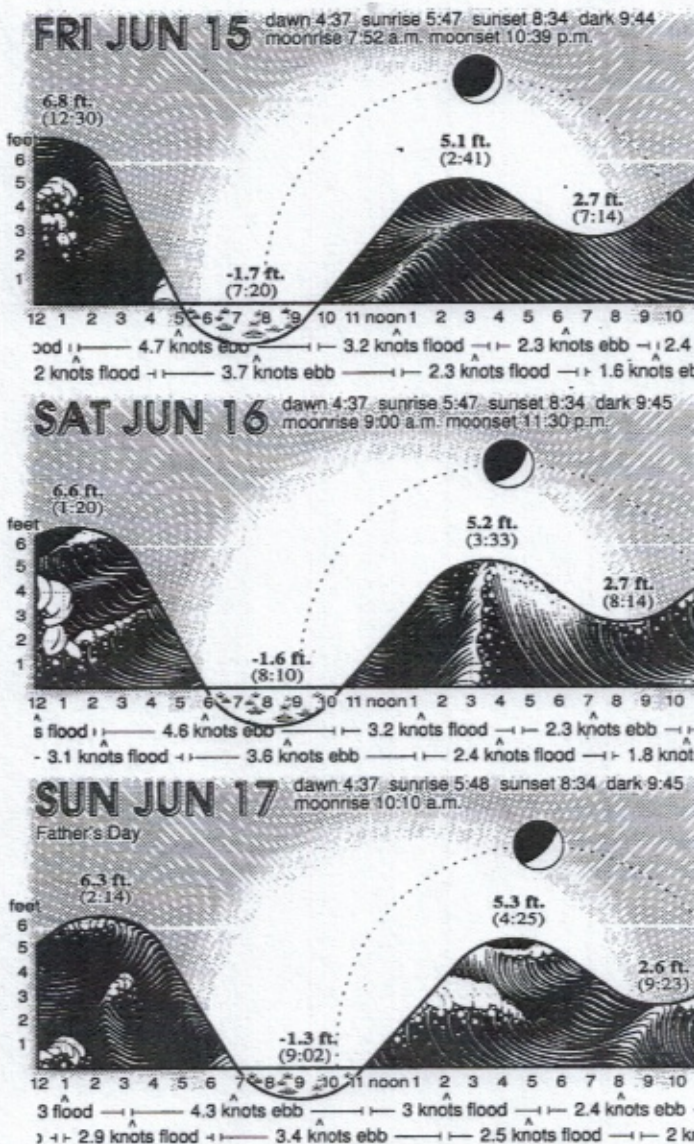 FRI JUN 15
dawn 4:37 sunrise 5:47 sunset 8:34 dark 9:44
moonrise 7:52 a.m. moonset 10:39 p.m.
6.8 ft.
(12:30)
5.1 ft.
(2:41)
2.7 ft.
(7:14)
-1.7 ft.
(7:20)
feet
6
5
4
3
2
1
12 1 2 3 4 5 6 7 8 9 10 11 noon 1 2 3 4 5 6 7 8 9 10
ood 4.7 knots ebb 3.2 knots flood 2.3 knots ebb 2.4
2 knots flood 3.7 knots ebb 2.3 knots flood 1.6 knots eb
SAT JUN 16
dawn 4:37 sunrise 5:47 sunset 8:34 dark 9:45
moonrise 9:00 a.m. moonset 11:30 p.m.
6.6 ft.
(1:20)
5.2 ft.
(3:33)
2.7 ft.
(8:14)
-1.6 ft.
(8:10)
feet
6
5
4
3
2
1
12 1 2 3 4 5 6 7 8 9 10 11 noon 1 2 3 4 5 6 7 8 9 10
s flood 4.6 knots ebb 3.2 knots flood 2.3 knots ebb
- 3.1 knots flood 3.6 knots ebb 2.4 knots flood 1.8 knot
SUN JUN 17
dawn 4:37 sunrise 5:48 sunset 8:34 dark 9:45
moonrise 10:10 a.m.
Father's Day
6.3 ft.
(2:14)
5.3 ft.
(4:25)
2.6 ft.
(9:23)
-1.3 ft.
(9:02)
feet
6
5
4
3
2
1
12 1 2 3 4 5 6 7 8 9 10 11 noon 1 2 3 4 5 6 7 8 9 10
3 flood 4.3 knots ebb 3 knots flood 2.4 knots ebb
2.9 knots flood 3.4 knots ebb 2.5 knots flood 2 k